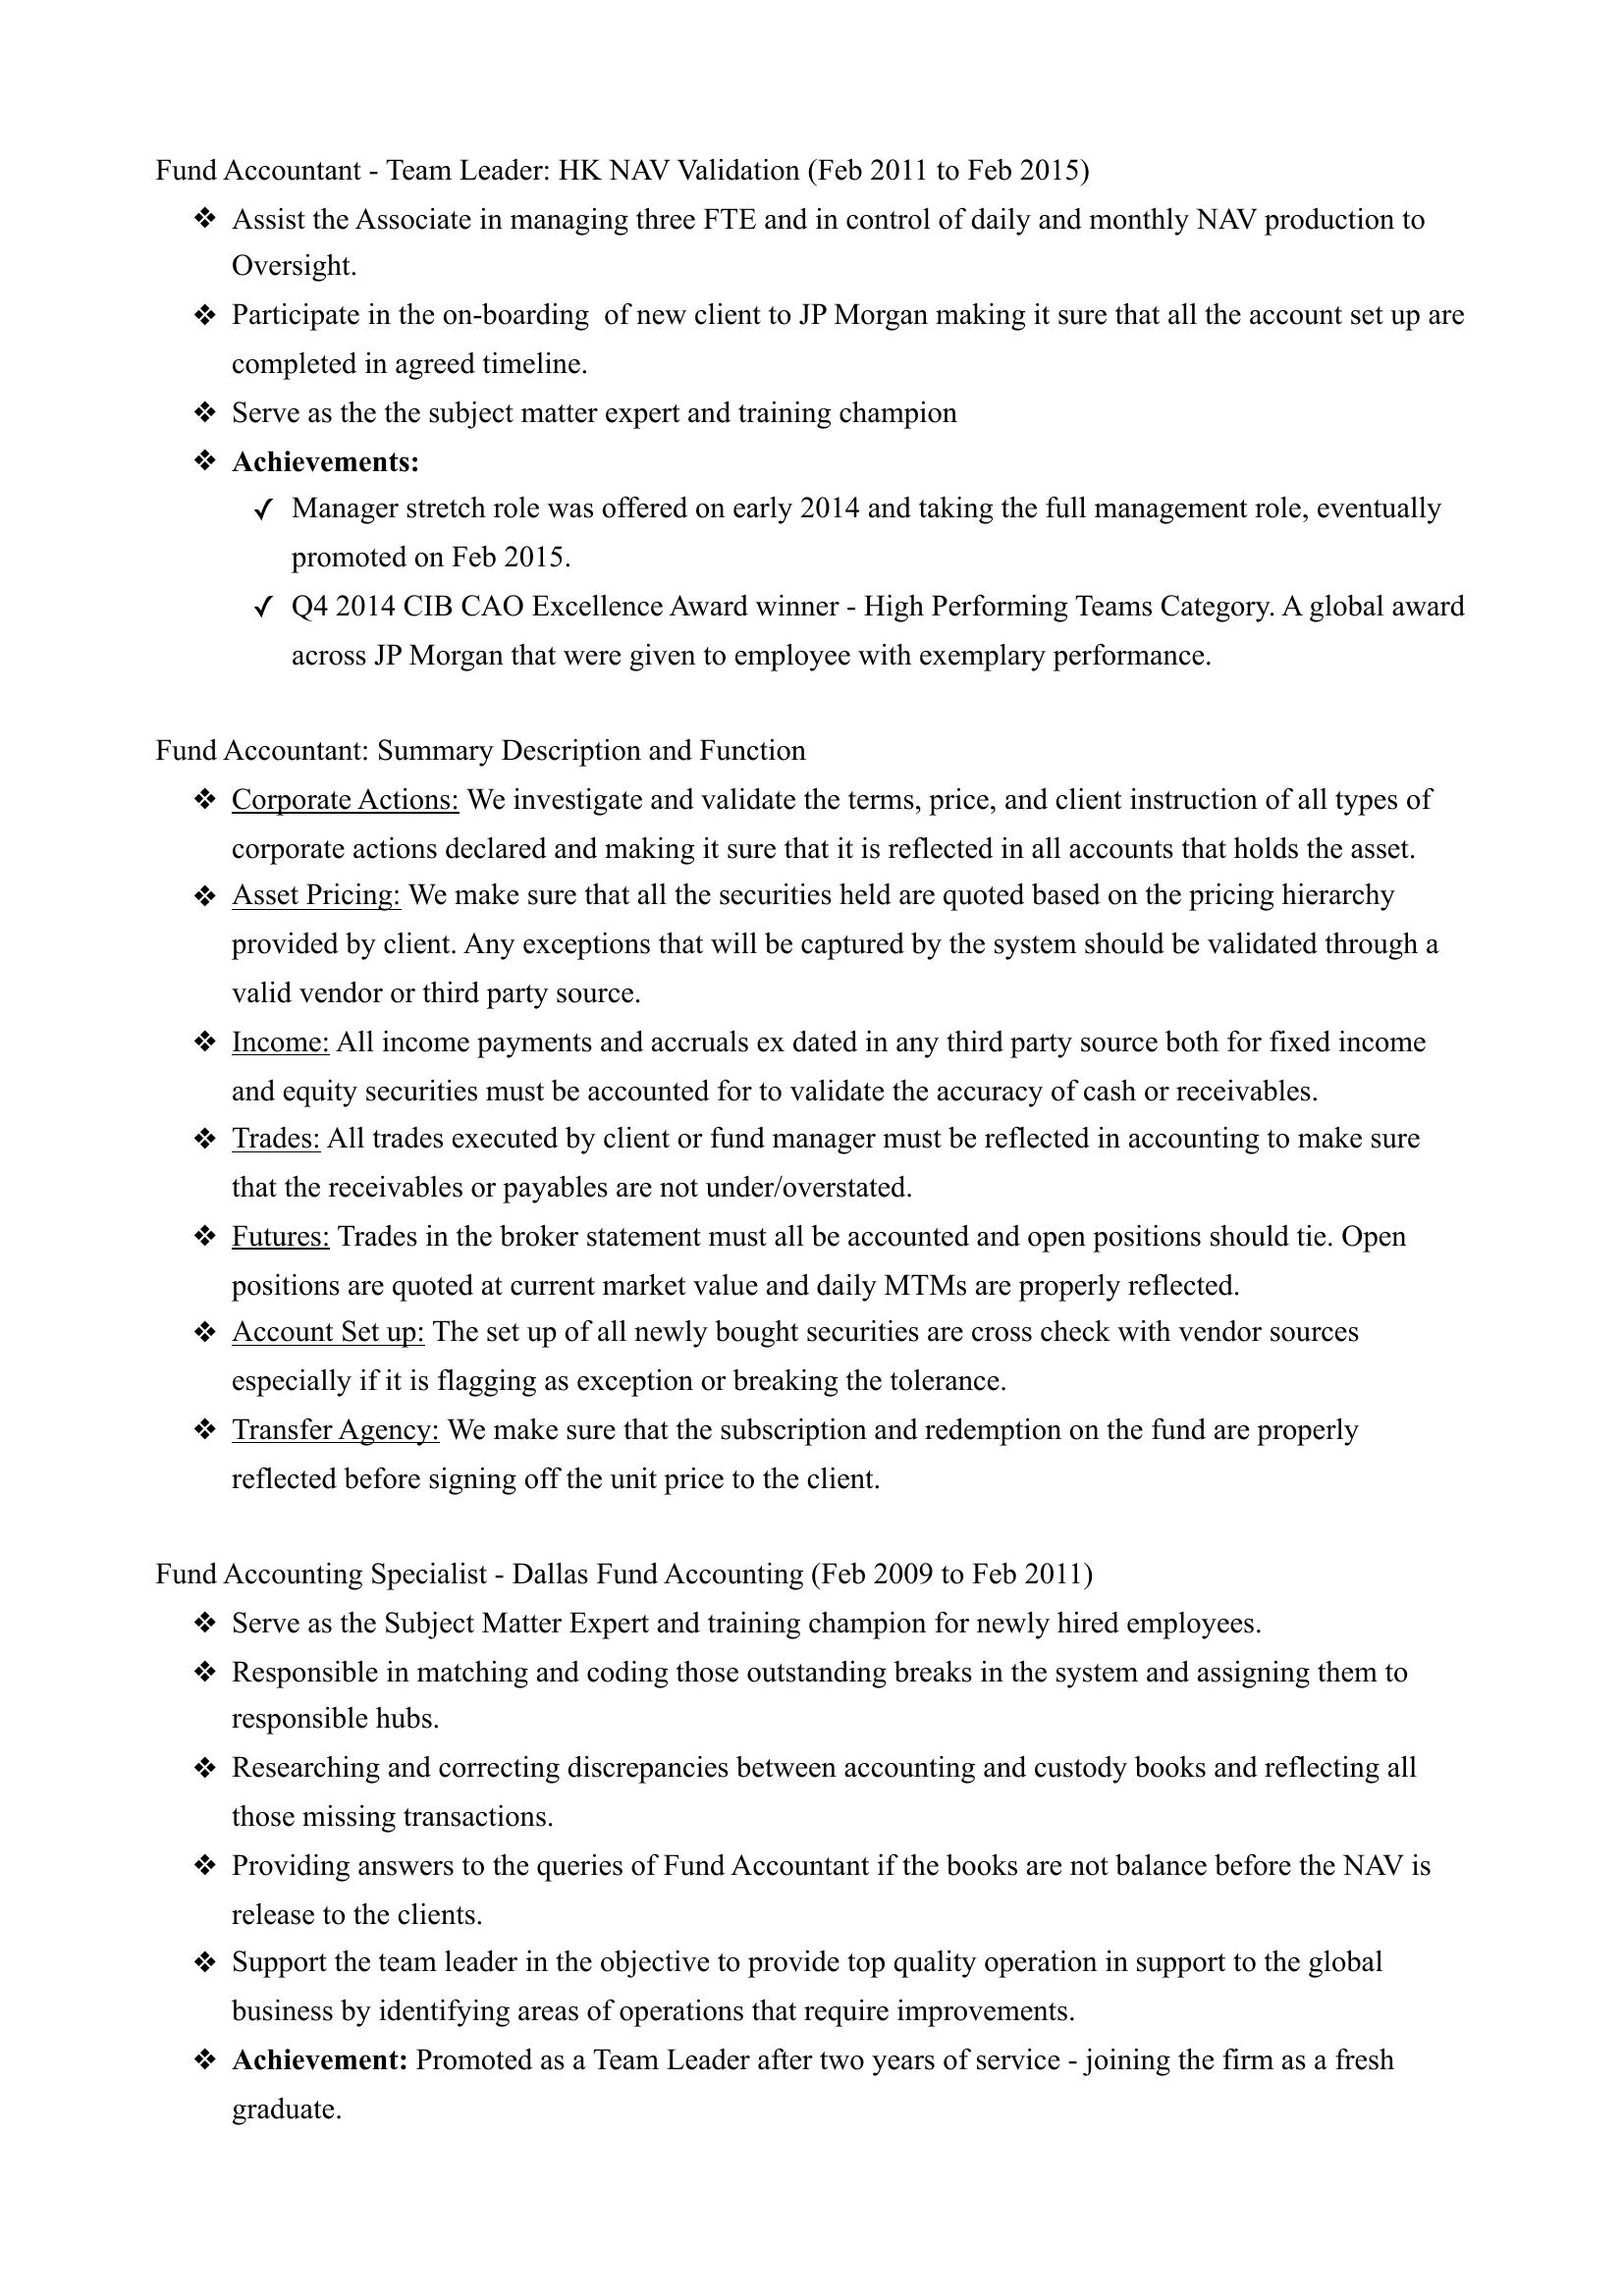 Fund Accountant - Team Leader: HK NAV Validation (Feb 2011 to Feb 2015)
❖ Assist the Associate in managing three FTE and in control of daily and monthly NAV production to
Oversight.
❖ Participate in the on-boarding  of new client to JP Morgan making it sure that all the account set up are
completed in agreed timeline.
❖ Serve as the the subject matter expert and training champion
❖ Achievements:
✓ Manager stretch role was offered on early 2014 and taking the full management role, eventually
promoted on Feb 2015.
✓ Q4 2014 CIB CAO Excellence Award winner - High Performing Teams Category. A global award
across JP Morgan that were given to employee with exemplary performance.
Fund Accountant: Summary Description and Function
❖ Corporate Actions: We investigate and validate the terms, price, and client instruction of all types of
corporate actions declared and making it sure that it is reflected in all accounts that holds the asset.
❖ Asset Pricing: We make sure that all the securities held are quoted based on the pricing hierarchy
provided by client. Any exceptions that will be captured by the system should be validated through a
valid vendor or third party source.
❖ Income: All income payments and accruals ex dated in any third party source both for fixed income
and equity securities must be accounted for to validate the accuracy of cash or receivables.
❖ Trades: All trades executed by client or fund manager must be reflected in accounting to make sure
that the receivables or payables are not under/overstated.
❖ Futures: Trades in the broker statement must all be accounted and open positions should tie. Open
positions are quoted at current market value and daily MTMs are properly reflected.
❖ Account Set up: The set up of all newly bought securities are cross check with vendor sources
especially if it is flagging as exception or breaking the tolerance.
❖ Transfer Agency: We make sure that the subscription and redemption on the fund are properly
reflected before signing off the unit price to the client.
Fund Accounting Specialist - Dallas Fund Accounting (Feb 2009 to Feb 2011)
❖ Serve as the Subject Matter Expert and training champion for newly hired employees.
❖ Responsible in matching and coding those outstanding breaks in the system and assigning them to
responsible hubs.
❖ Researching and correcting discrepancies between accounting and custody books and reflecting all
those missing transactions.
❖ Providing answers to the queries of Fund Accountant if the books are not balance before the NAV is
release to the clients.
❖ Support the team leader in the objective to provide top quality operation in support to the global
business by identifying areas of operations that require improvements.
❖ Achievement: Promoted as a Team Leader after two years of service - joining the firm as a fresh
graduate.